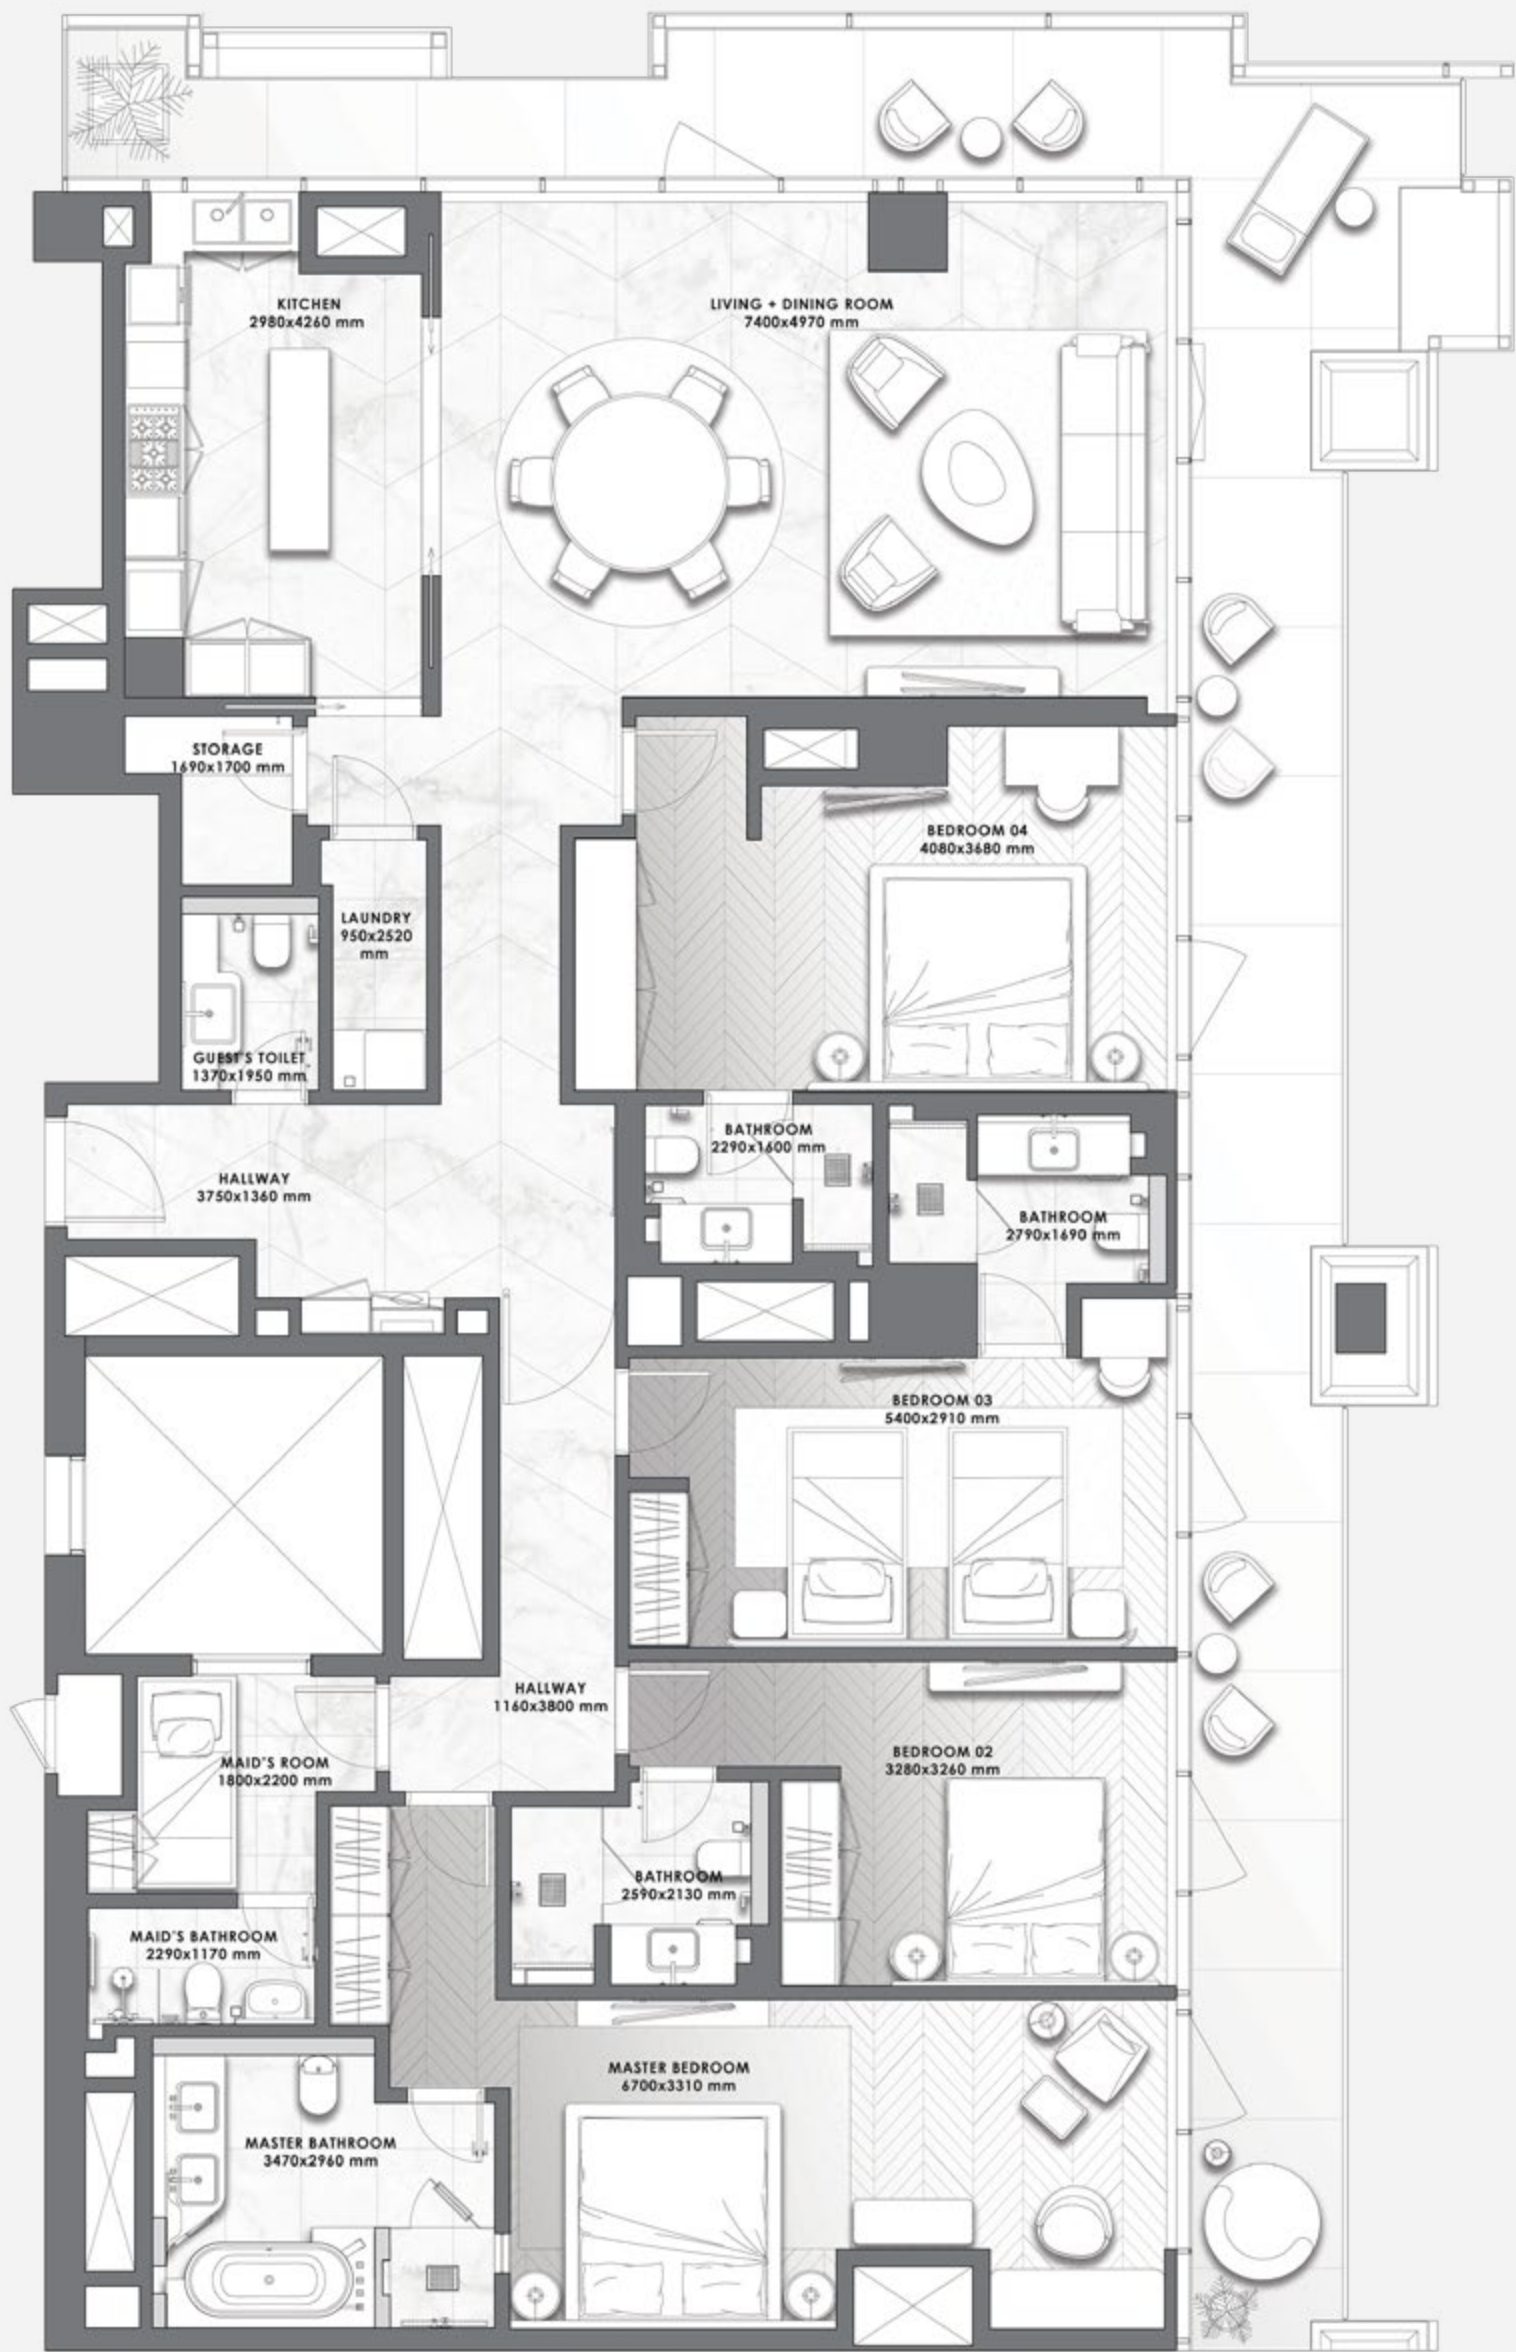 KITCHEN
2980x4260 mm
LIVING + DINING ROOM
7400x4970 mm
STORAGE
1690x1700 mm
BEDROOM 04
4080x3680 mm
LAUNDRY
950x2520
mm
GUEST'S TOILET
1370x1950 mm
BATHROOM
2290x1600 mm
HALLWAY
3750x1360 mm
BATHROOM
2790x1690 mm
BEDROOM 03
5400x2910 mm
HALLWAY
1160x3800 mm
MAID'S ROOM
1800x2200 mm
BEDROOM 02
3280x3260 mm
BATHROOM
2590x2130 mm
MAID'S BATHROOM
2290x1170 mm
MASTER BEDROOM
6700x3310 mm
MASTER BATHROOM
3470x2960 mm